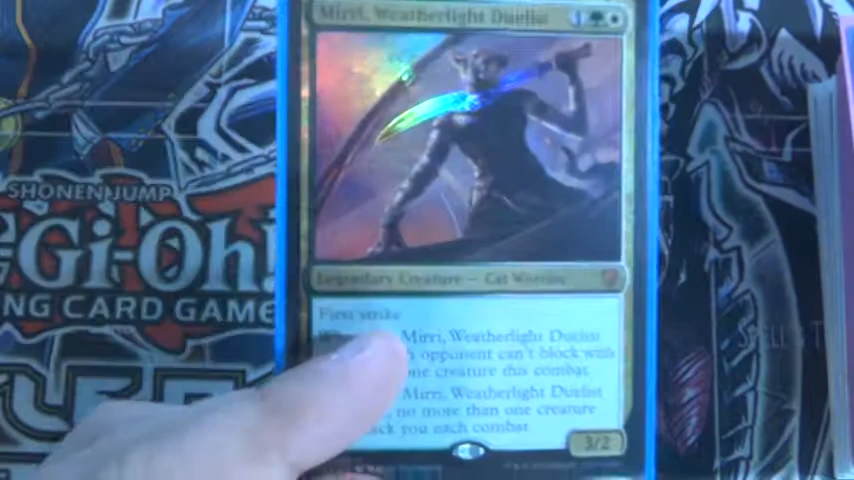 Mirri, Weatherlight Duelist 1
SHONEN JUMP
Gi-Oh!
NG CARD GAME
Legendary Creature — Cat Warrior
First strike
Mirri, Weatherlight Duelist
opponent can't block with
one creature this combat.
Mirri, Weatherlight Duelist
no more than one creature
you each combat.
3/2